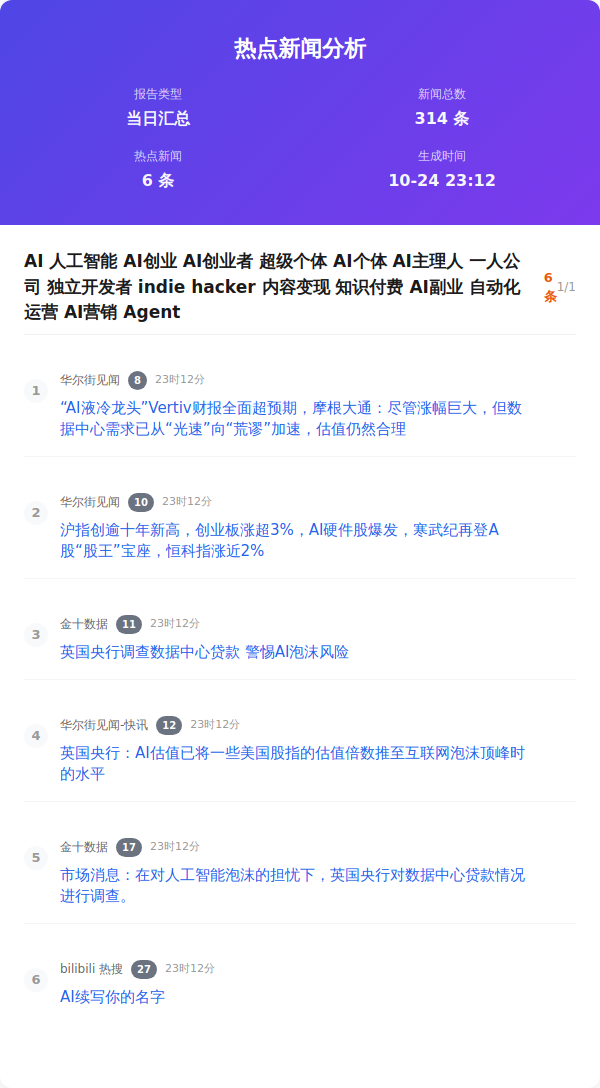 热点新闻分析
报告类型
新闻总数
当日汇总
314 条
热点新闻
生成时间
6 条
10-24 23:12
AI 人工智能 AI创业 AI创业者 超级个体 AI个体 AI主理人 一人公
司 独立开发者 indie hacker 内容变现 知识付费 AI副业 自动化
运营 AI营销 Agent
6
条
1/1
1
华尔街见闻 8 23时12分
“AI液冷龙头”Vertiv财报全面超预期，摩根大通：尽管涨幅巨大，但数
据中心需求已从“光速”向“荒谬”加速，估值仍然合理
2
华尔街见闻 10 23时12分
沪指创逾十年新高，创业板涨超3%，AI硬件股爆发，寒武纪再登A
股“股王”宝座，恒科指涨近2%
3
金十数据 11 23时12分
英国央行调查数据中心贷款 警惕AI泡沫风险
4
华尔街见闻-快讯 12 23时12分
英国央行：AI估值已将一些美国股指的估值倍数推至互联网泡沫顶峰时
的水平
5
金十数据 17 23时12分
市场消息：在对人工智能泡沫的担忧下，英国央行对数据中心贷款情况
进行调查。
6
bilibili 热搜 27 23时12分
AI续写你的名字